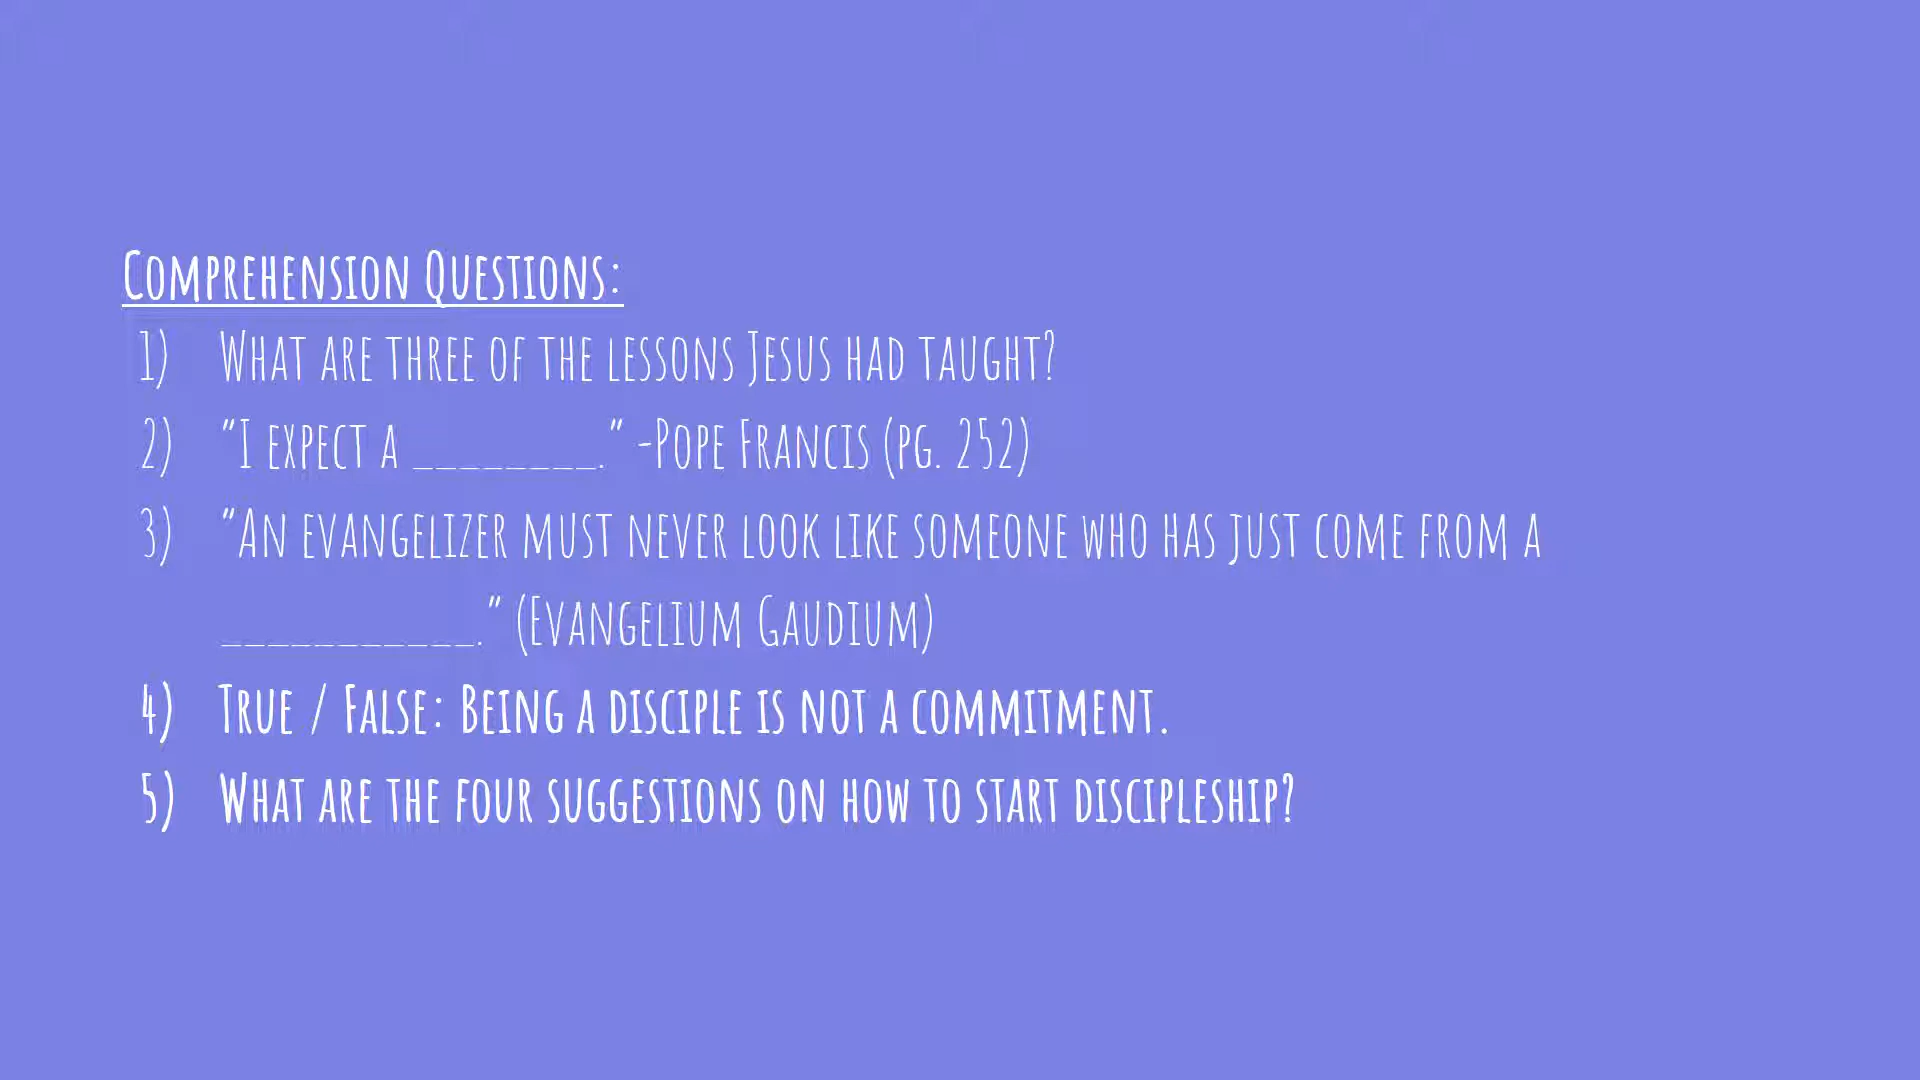 Comprehension Questions:
1) What are three of the lessons Jesus had taught?
2) “I expect a ________.” -Pope Francis (pg. 252)
3) “An evangelizer must never look like someone who has just come from a
___________.” (Evangelium Gaudium)
4) True / False: Being a disciple is not a commitment.
5) What are the four suggestions on how to start discipleship?